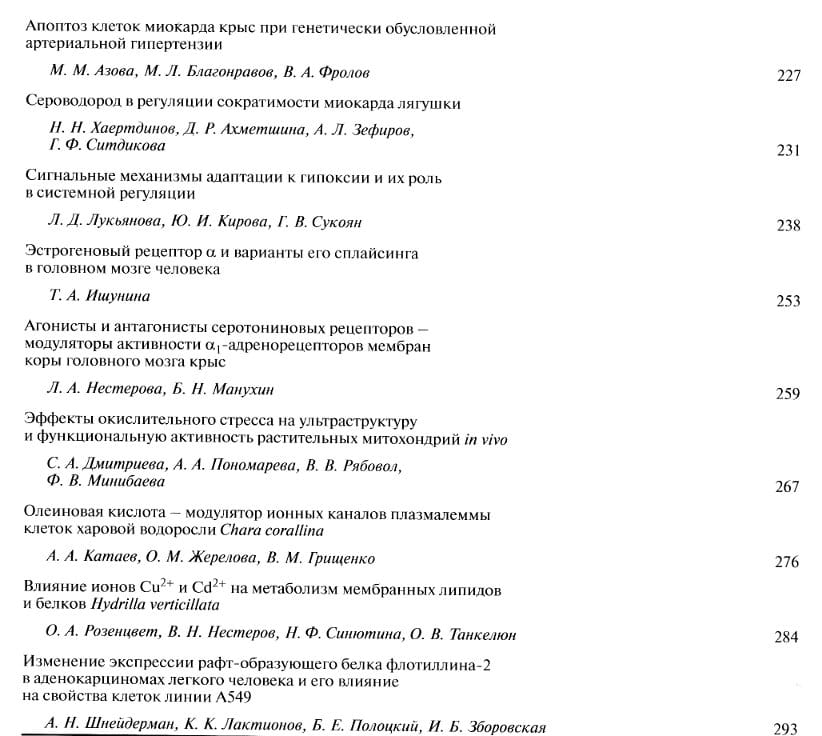 Апоптоз клеток миокарда крыс при генетически обусловленной
артериальной гипертензии
М. М. Азова, М. Л. Благонравов, В. А. Фролов 227
Сероводород в регуляции сократимости миокарда лягушки
Н. Н. Хаертдинов, Д. Р. Ахметшина, А. Л. Зефиров,
Г. Ф. Ситдикова 231
Сигнальные механизмы адаптации к гипоксии и их роль
в системной регуляции
Л. Д. Лукьянова, Ю. И. Кирова, Г. В. Сукоян 238
Эстрогеновый рецептор α и варианты его сплайсинга
в головном мозге человека
Т. А. Ишунина 253
Агонисты и антагонисты серотониновых рецепторов –
модуляторы активности α₁-адренорецепторов мембран
коры головного мозга крыс
Л. А. Нестерова, Б. Н. Манухин 259
Эффекты окислительного стресса на ультраструктуру
и функциональную активность растительных митохондрий in vivo
С. А. Дмитриева, А. А. Пономарева, В. В. Рябовол,
Ф. В. Минибаева 267
Олеиновая кислота – модулятор ионных каналов плазмалеммы
клеток харовой водоросли Chara corallina
А. А. Катаев, О. М. Жерелова, В. М. Грищенко 276
Влияние ионов Cu²⁺ и Cd²⁺ на метаболизм мембранных липидов
и белков Hydrilla verticillata
О. А. Розенцвет, В. Н. Нестеров, Н. Ф. Синютина, О. В. Танкелюн 284
Изменение экспрессии рафт-образующего белка флотиллина-2
в аденокарциномах легкого человека и его влияние
на свойства клеток линии А549
А. Н. Шнейдерман, К. К. Лактионов, Б. Е. Полоцкий, И. Б. Зборовская 293